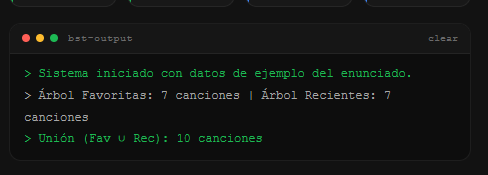 bst-output clear
> Sistema iniciado con datos de ejemplo del enunciado.
> Árbol Favoritas: 7 canciones | Árbol Recientes: 7
canciones
> Unión (Fav ∪ Rec): 10 canciones